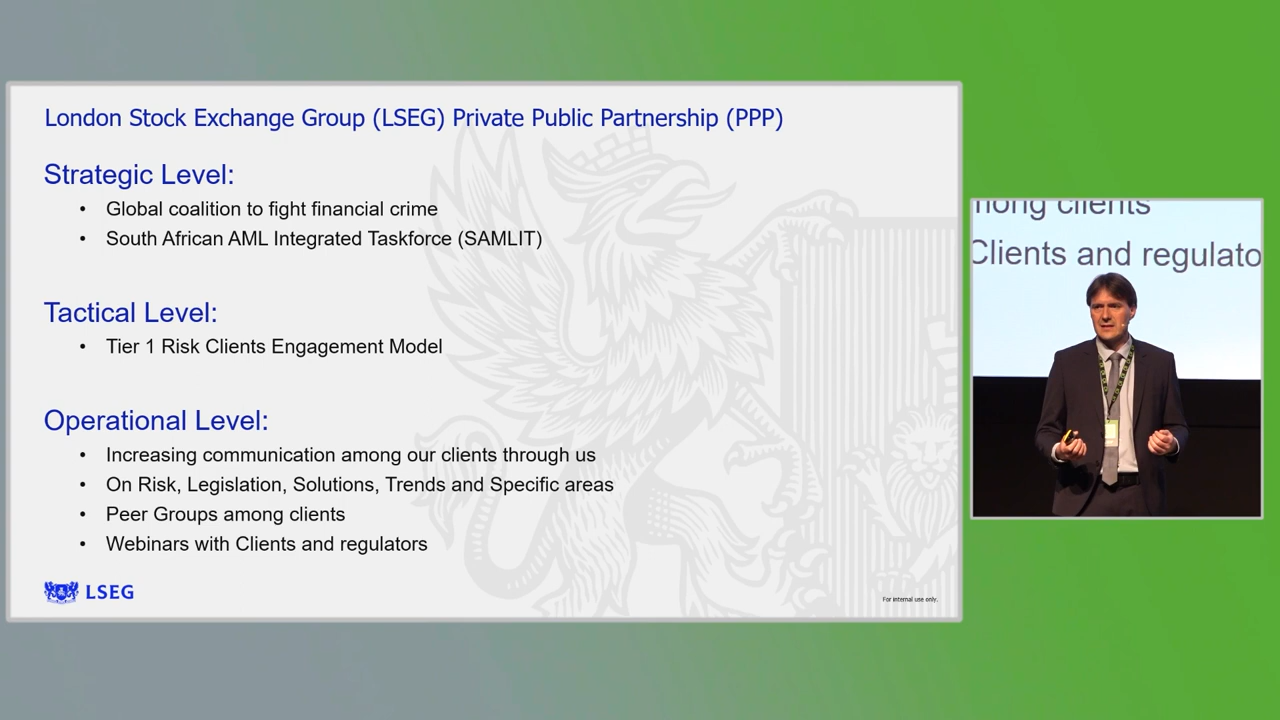 London Stock Exchange Group (LSEG) Private Public Partnership (PPP)
Strategic Level:
• Global coalition to fight financial crime
• South African AML Integrated Taskforce (SAMLIT)
Tactical Level:
• Tier 1 Risk Clients Engagement Model
Operational Level:
• Increasing communication among our clients through us
• On Risk, Legislation, Solutions, Trends and Specific areas
• Peer Groups among clients
• Webinars with Clients and regulators
LSEG
For internal use only.
mong clients
Clients and regulato